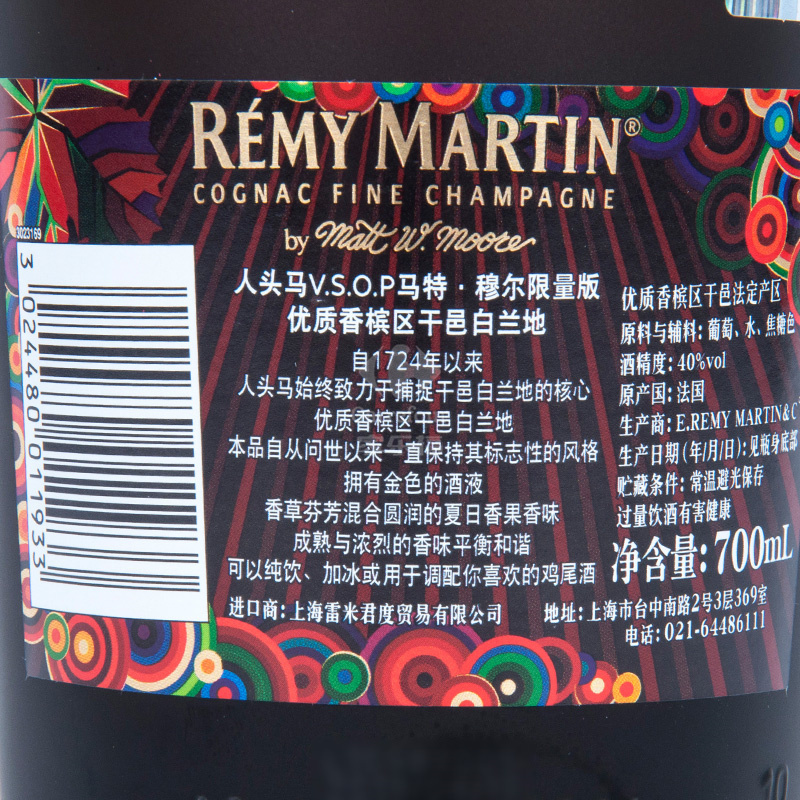 RÉMY MARTIN®
COGNAC FINE CHAMPAGNE
by Matt W. Moore
3023169
3 024480 011933
人头马V.S.O.P马特·穆尔限量版
优质香槟区干邑白兰地
自1724年以来
人头马始终致力于捕捉干邑白兰地的核心
优质香槟区干邑白兰地
本品自从问世以来一直保持其标志性的风格
拥有金色的酒液
香草芬芳混合圆润的夏日香果香味
成熟与浓烈的香味平衡和谐
可以纯饮、加冰或用于调配你喜欢的鸡尾酒
进口商:上海雷米君度贸易有限公司
优质香槟区干邑法定产区
原料与辅料:葡萄、水、焦糖色
酒精度:40%vol
原产国:法国
生产商:E.REMY MARTIN&C
生产日期(年/月/日):见瓶身底部
贮藏条件:常温避光保存
过量饮酒有害健康
净含量:700mL
地址:上海市台中南路2号3层369室
电话:021-64486111